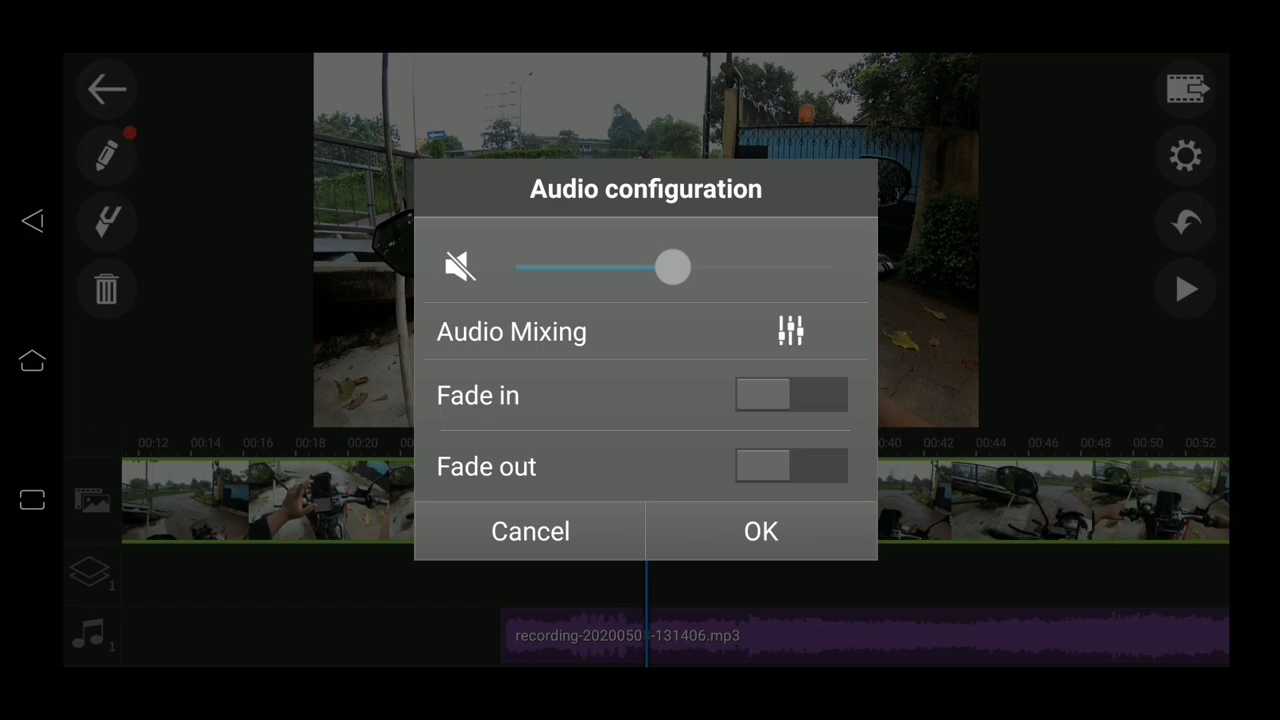 Audio configuration
Audio Mixing
Fade in
Fade out
Cancel
OK
00:12 00:14 00:16 00:18 00:20 00 :40 00:42 00:44 00:46 00:48 00:50 00:52
1
1
recording-2020050 -131406.mp3